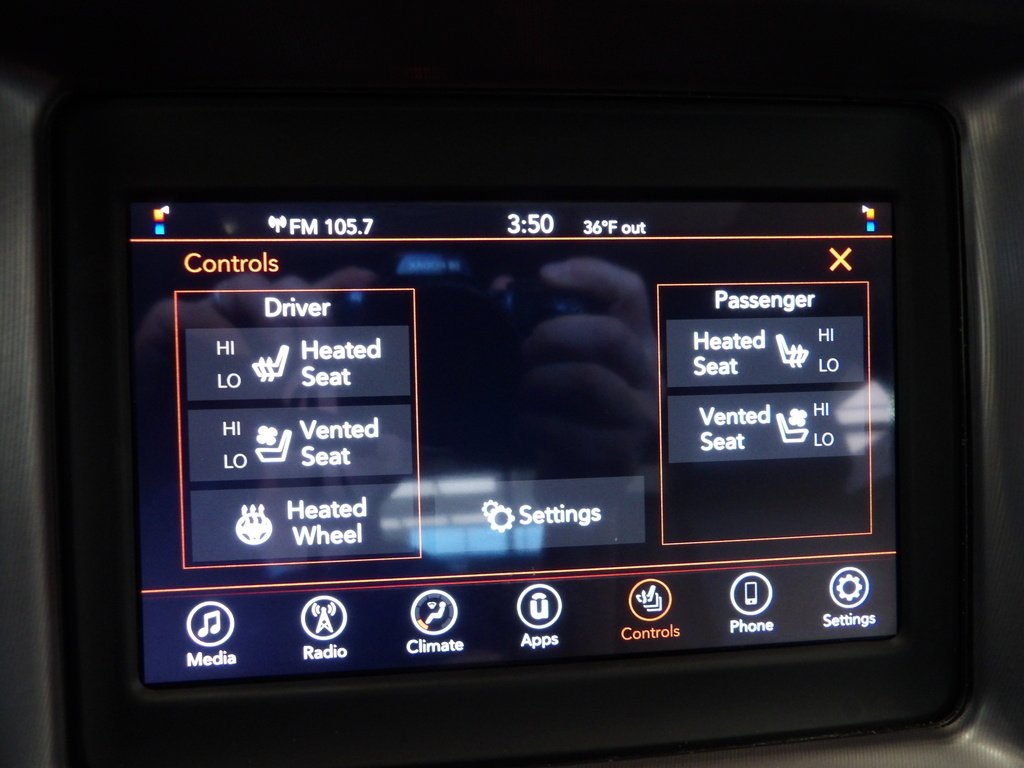 FM 105.7 3:50 36°F out
Controls X
Driver
HI
LO
Heated
Seat
HI
LO
Vented
Seat
Heated
Wheel
Settings
Passenger
Heated
Seat
HI
LO
Vented
Seat
HI
LO
Media Radio Climate Apps Controls Phone Settings